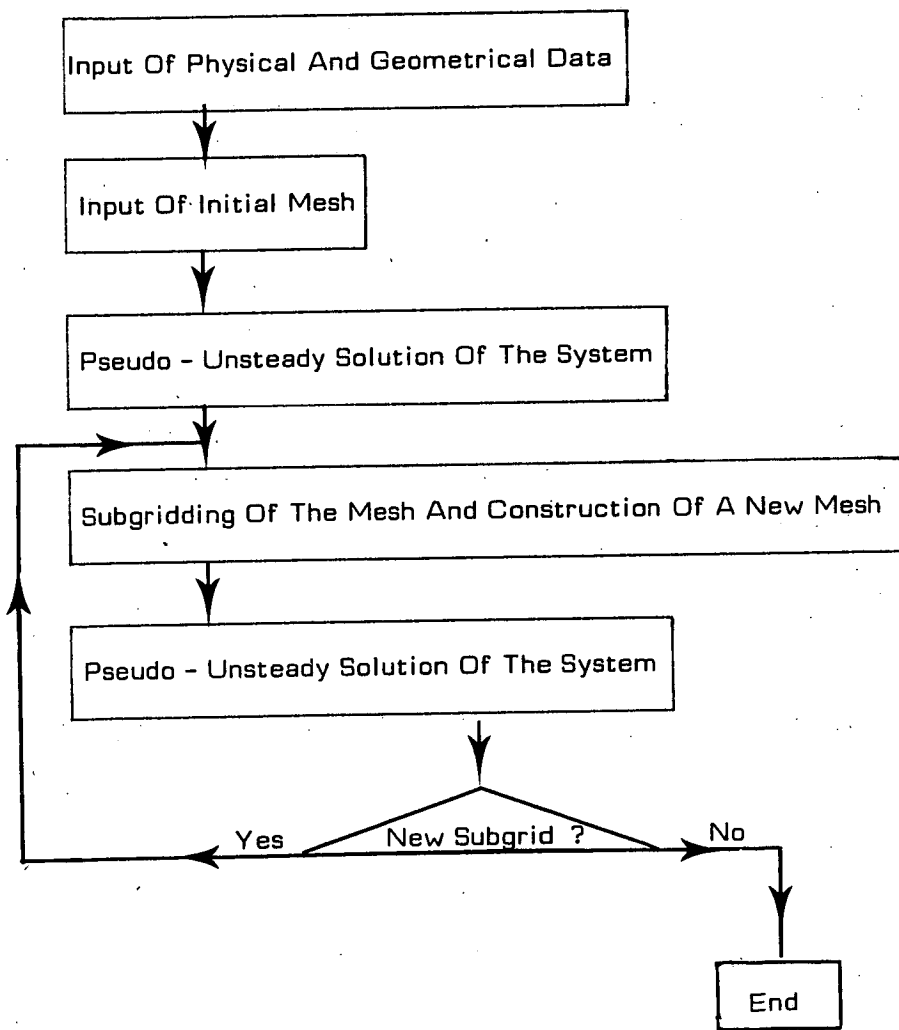 Input Of Physical And Geometrical Data
Input Of Initial Mesh
Pseudo - Unsteady Solution Of The System
Subgridding Of The Mesh And Construction Of A New Mesh
Pseudo - Unsteady Solution Of The System
New Subgrid ?
Yes
No
End